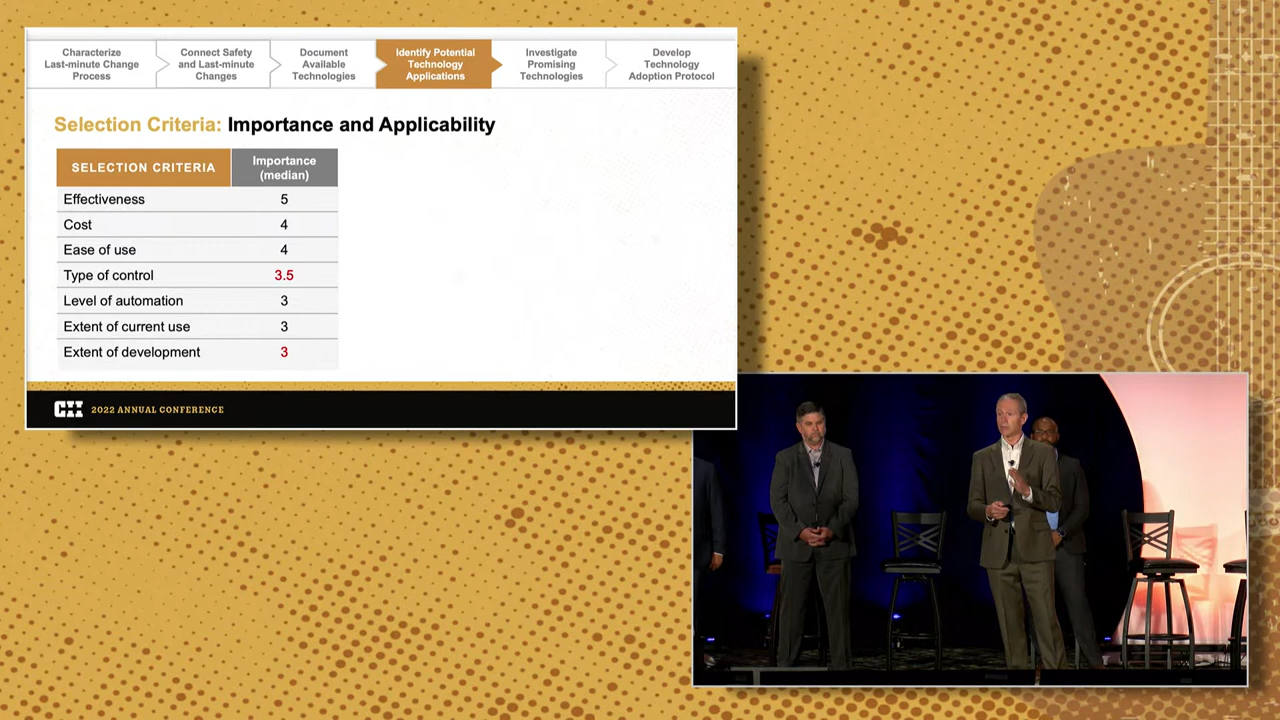 Characterize
Last-minute Change
Process
Connect Safety
and Last-minute
Changes
Document
Available
Technologies
Identify Potential
Technology
Applications
Investigate
Promising
Technologies
Develop
Technology
Adoption Protocol
Selection Criteria: Importance and Applicability
SELECTION CRITERIA
Importance
(median)
Effectiveness 5
Cost 4
Ease of use 4
Type of control 3.5
Level of automation 3
Extent of current use 3
Extent of development 3
CII 2022 ANNUAL CONFERENCE